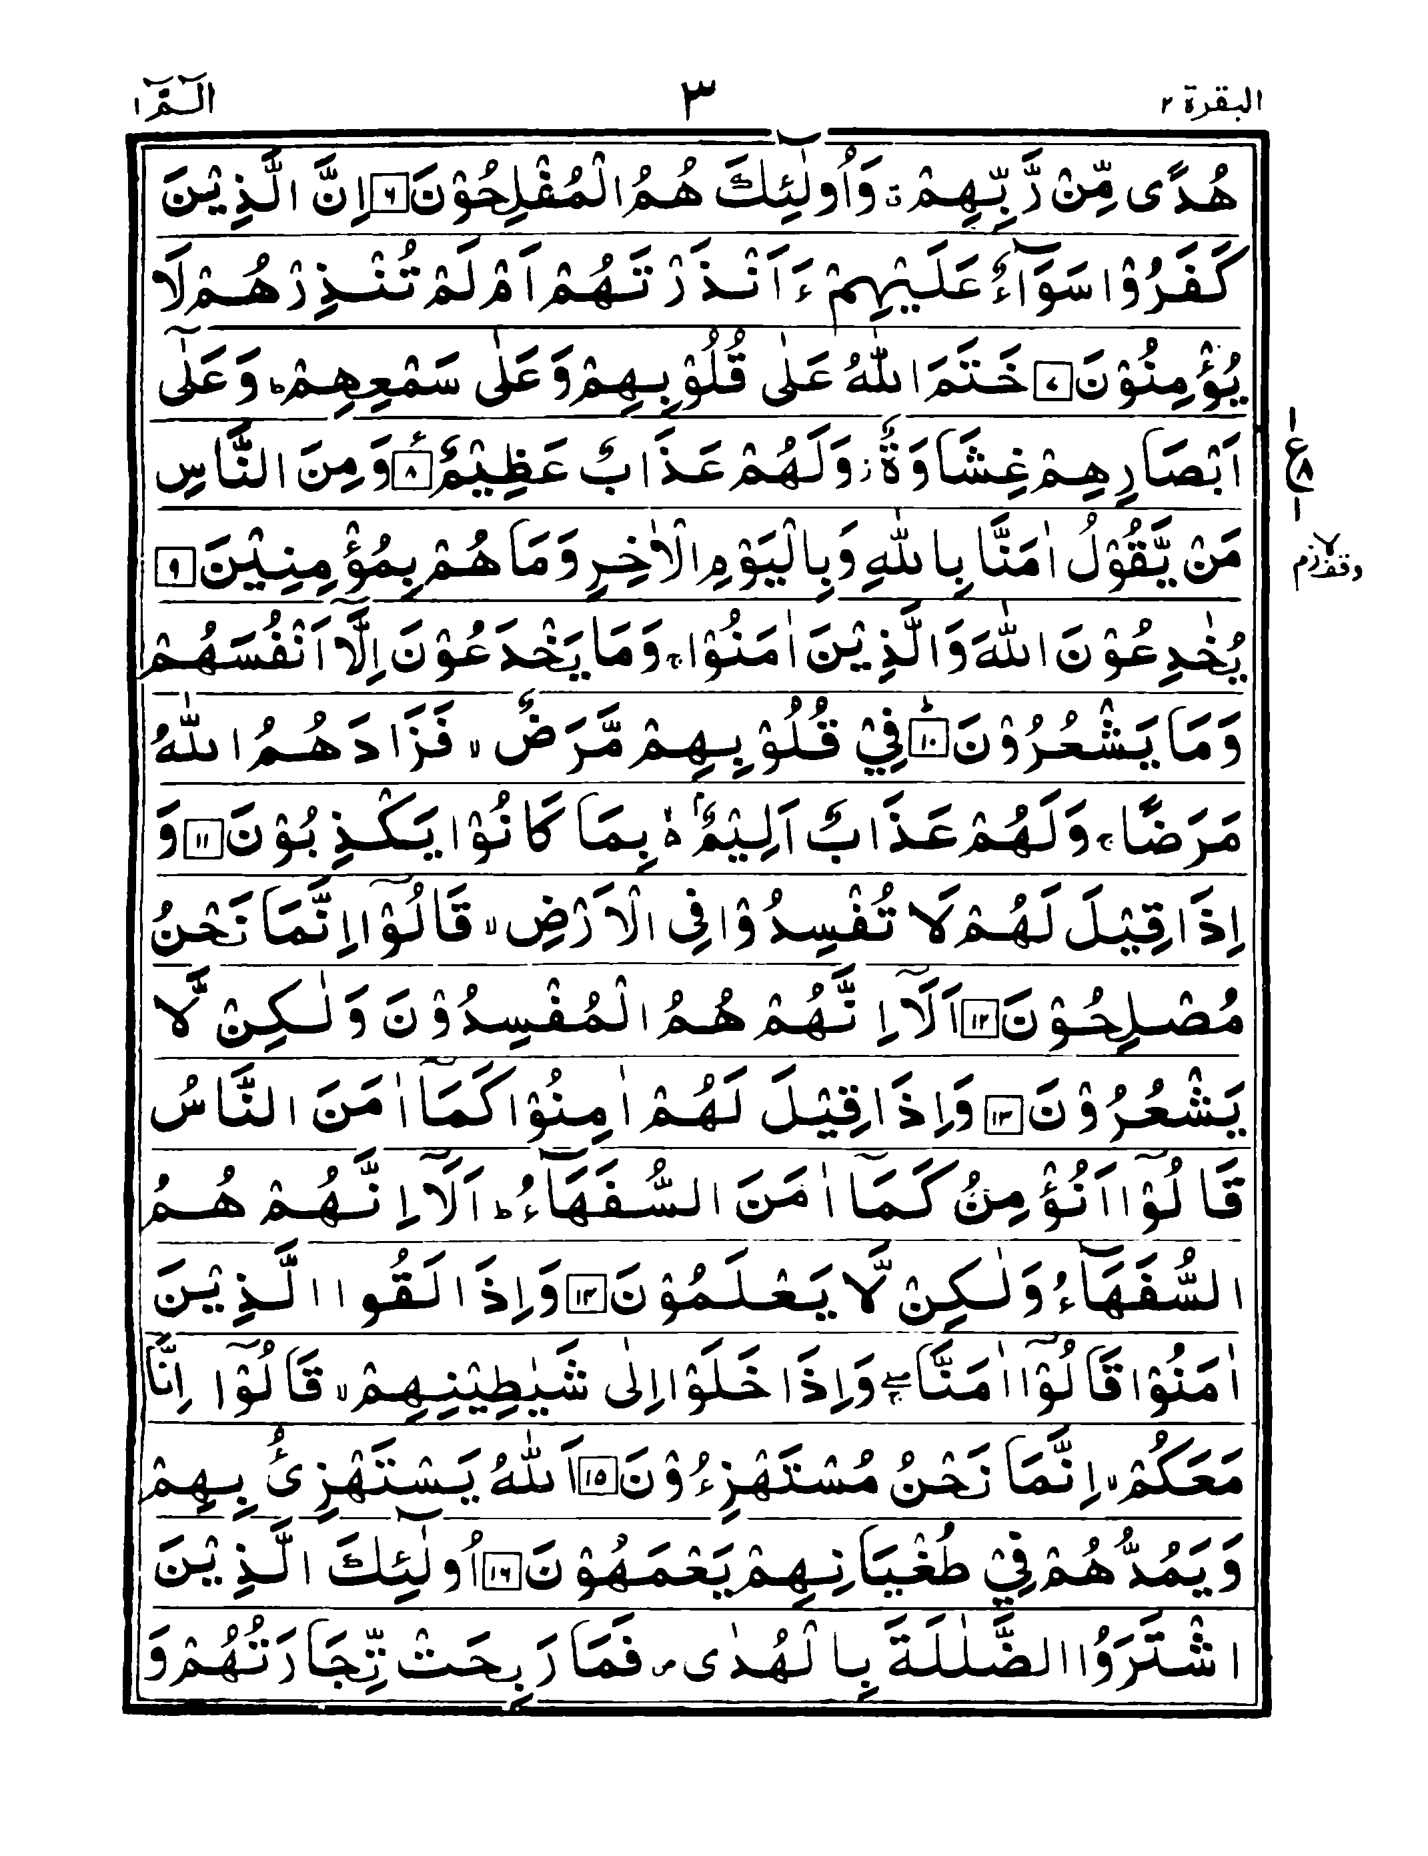 البقرة ٢
٣
الٓمّٓ ١
هُدًى مِّنْ رَّبِّهِمْ ۥق وَاُولٰٓئِكَ هُمُ الْمُفْلِحُوْنَ ٦ اِنَّ الَّذِيْنَ
كَفَرُوْا سَوَآءٌ عَلَيْهِمْ ءَاَنْذَرْتَهُمْ اَمْ لَمْ تُنْذِرْهُمْ لَا
يُؤْمِنُوْنَ ٧ خَتَمَ اللّٰهُ عَلٰى قُلُوْبِهِمْ وَعَلٰى سَمْعِهِمْ ؕ وَعَلٰٓى
اَبْصَارِهِمْ غِشَاوَةٌ ز وَلَهُمْ عَذَابٌ عَظِيْمٌ ٨ ع وَمِنَ النَّاسِ
ع ٨
مَنْ يَّقُوْلُ اٰمَنَّا بِاللّٰهِ وَبِالْيَوْمِ الْاٰخِرِ وَمَا هُمْ بِمُؤْمِنِيْنَ ٩
وقف لازم
يُخٰدِعُوْنَ اللّٰهَ وَالَّذِيْنَ اٰمَنُوْا ۚ وَمَا يَخْدَعُوْنَ اِلَّآ اَنْفُسَهُمْ
وَمَا يَشْعُرُوْنَ ١٠ ؕ فِيْ قُلُوْبِهِمْ مَّرَضٌ ۙ فَزَادَهُمُ اللّٰهُ
مَرَضًا ۚ وَلَهُمْ عَذَابٌ اَلِيْمٌۢ ۙ۬ بِمَا كَانُوْا يَكْذِبُوْنَ ١١ وَ
اِذَا قِيْلَ لَهُمْ لَا تُفْسِدُوْا فِى الْاَرْضِ ۙ قَالُوْٓا اِنَّمَا نَحْنُ
مُصْلِحُوْنَ ١٢ اَلَآ اِنَّهُمْ هُمُ الْمُفْسِدُوْنَ وَلٰكِنْ لَّا
يَشْعُرُوْنَ ١٣ وَاِذَا قِيْلَ لَهُمْ اٰمِنُوْا كَمَآ اٰمَنَ النَّاسُ
قَالُوْٓا اَنُؤْمِنُ كَمَآ اٰمَنَ السُّفَهَآءُ ؕ اَلَآ اِنَّهُمْ هُمُ
السُّفَهَآءُ وَلٰكِنْ لَّا يَعْلَمُوْنَ ١٤ وَاِذَا لَقُوا الَّذِيْنَ
اٰمَنُوْا قَالُوْٓا اٰمَنَّا ۖۚ وَاِذَا خَلَوْا اِلٰى شَيٰطِيْنِهِمْ ۙ قَالُوْٓا اِنَّا
مَعَكُمْ ۙ اِنَّمَا نَحْنُ مُسْتَهْزِءُوْنَ ١٥ اَللّٰهُ يَسْتَهْزِئُ بِهِمْ
وَيَمُدُّهُمْ فِيْ طُغْيَانِهِمْ يَعْمَهُوْنَ ١٦ اُولٰٓئِكَ الَّذِيْنَ
اشْتَرَوُا الضَّلٰلَةَ بِالْهُدٰى ص فَمَا رَبِحَتْ تِّجَارَتُهُمْ وَ